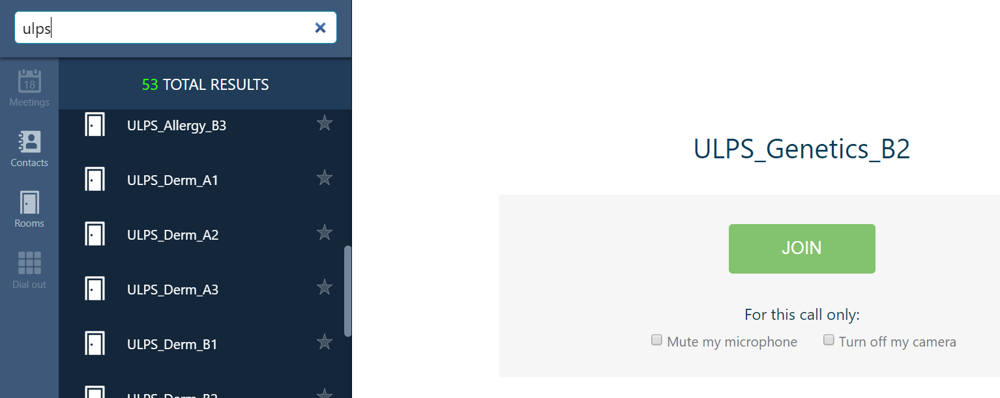 ulps
18
Meetings
Contacts
Rooms
Dial out
53 TOTAL RESULTS
ULPS_Allergy_B3
ULPS_Derm_A1
ULPS_Derm_A2
ULPS_Derm_A3
ULPS_Derm_B1
ULPS_Derm_B2
ULPS_Genetics_B2
JOIN
For this call only:
Mute my microphone
Turn off my camera